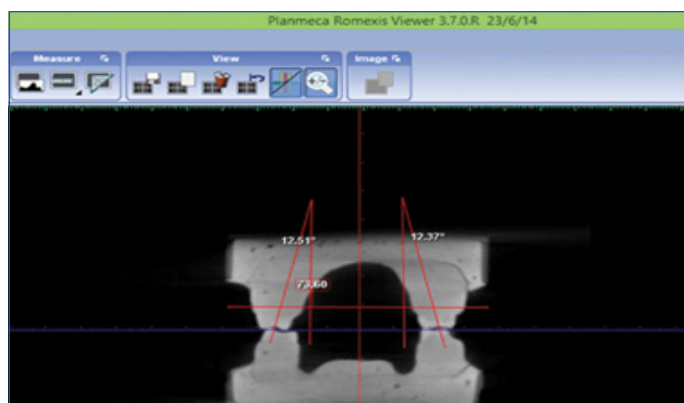 Planmeca Romexis Viewer 3.7.0.R 23/6/14
Measure View Image
12.51° 12.37°
73.60